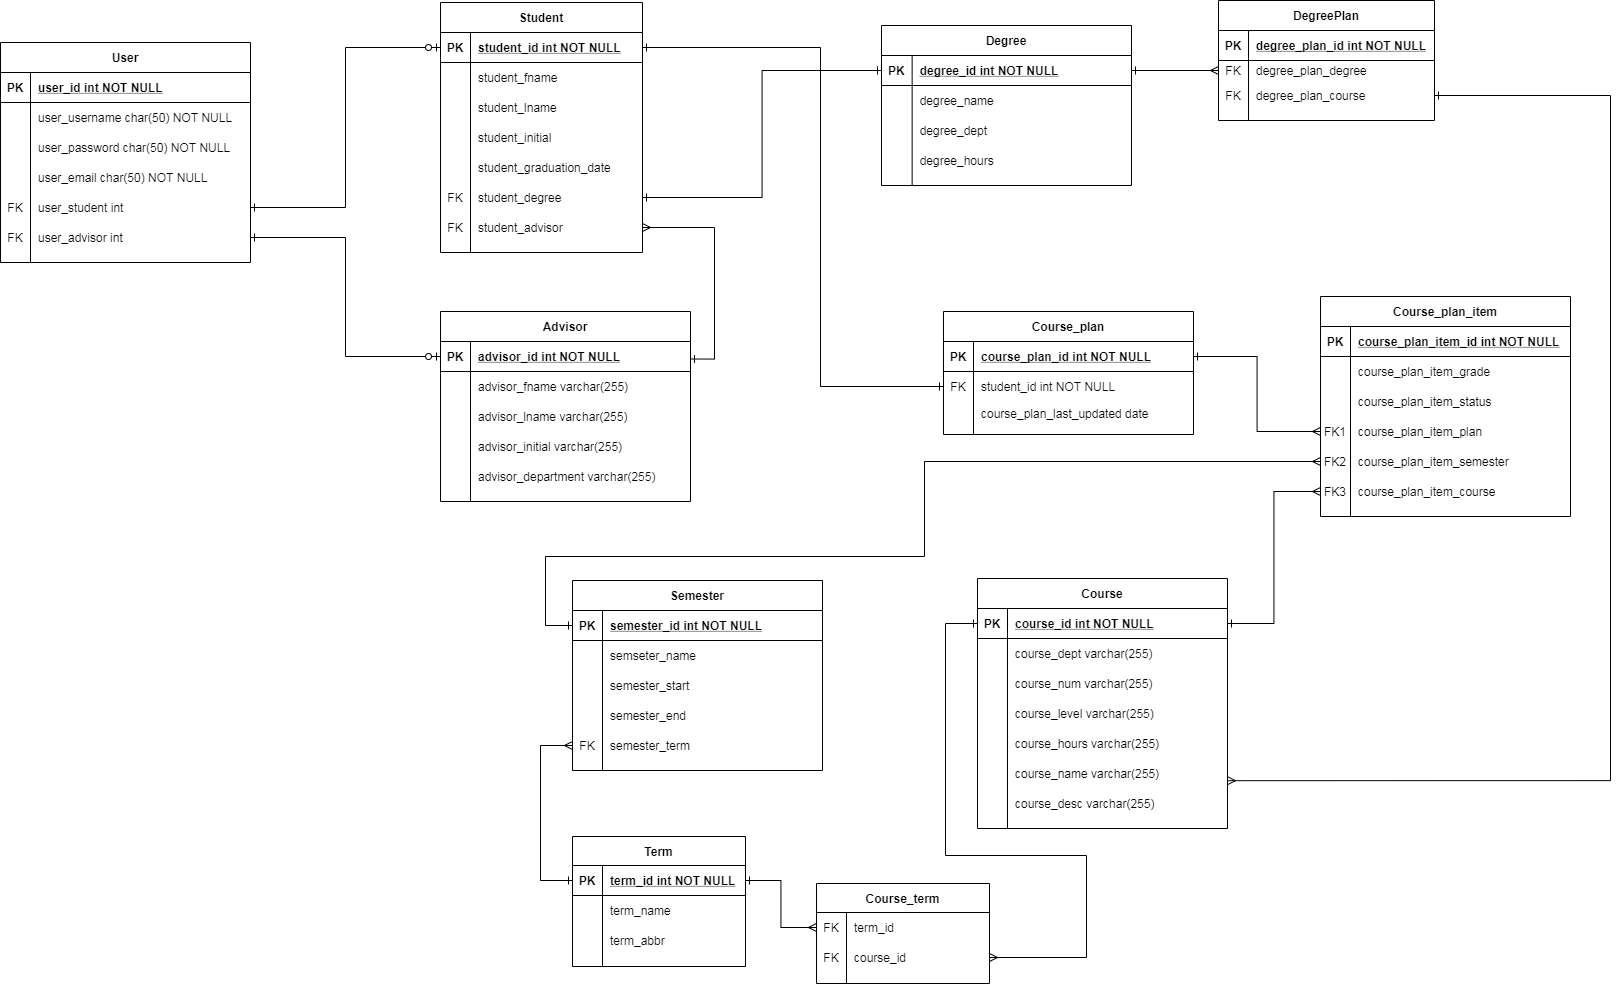 User
PK user_id int NOT NULL
user_username char(50) NOT NULL
user_password char(50) NOT NULL
user_email char(50) NOT NULL
FK user_student int
FK user_advisor int
Student
PK student_id int NOT NULL
student_fname
student_lname
student_initial
student_graduation_date
FK student_degree
FK student_advisor
Degree
PK degree_id int NOT NULL
degree_name
degree_dept
degree_hours
DegreePlan
PK degree_plan_id int NOT NULL
FK degree_plan_degree
FK degree_plan_course
Advisor
PK advisor_id int NOT NULL
advisor_fname varchar(255)
advisor_lname varchar(255)
advisor_initial varchar(255)
advisor_department varchar(255)
Course_plan
PK course_plan_id int NOT NULL
FK student_id int NOT NULL
course_plan_last_updated date
Course_plan_item
PK course_plan_item_id int NOT NULL
course_plan_item_grade
course_plan_item_status
FK1 course_plan_item_plan
FK2 course_plan_item_semester
FK3 course_plan_item_course
Semester
PK semester_id int NOT NULL
semseter_name
semester_start
semester_end
FK semester_term
Course
PK course_id int NOT NULL
course_dept varchar(255)
course_num varchar(255)
course_level varchar(255)
course_hours varchar(255)
course_name varchar(255)
course_desc varchar(255)
Term
PK term_id int NOT NULL
term_name
term_abbr
Course_term
FK term_id
FK course_id